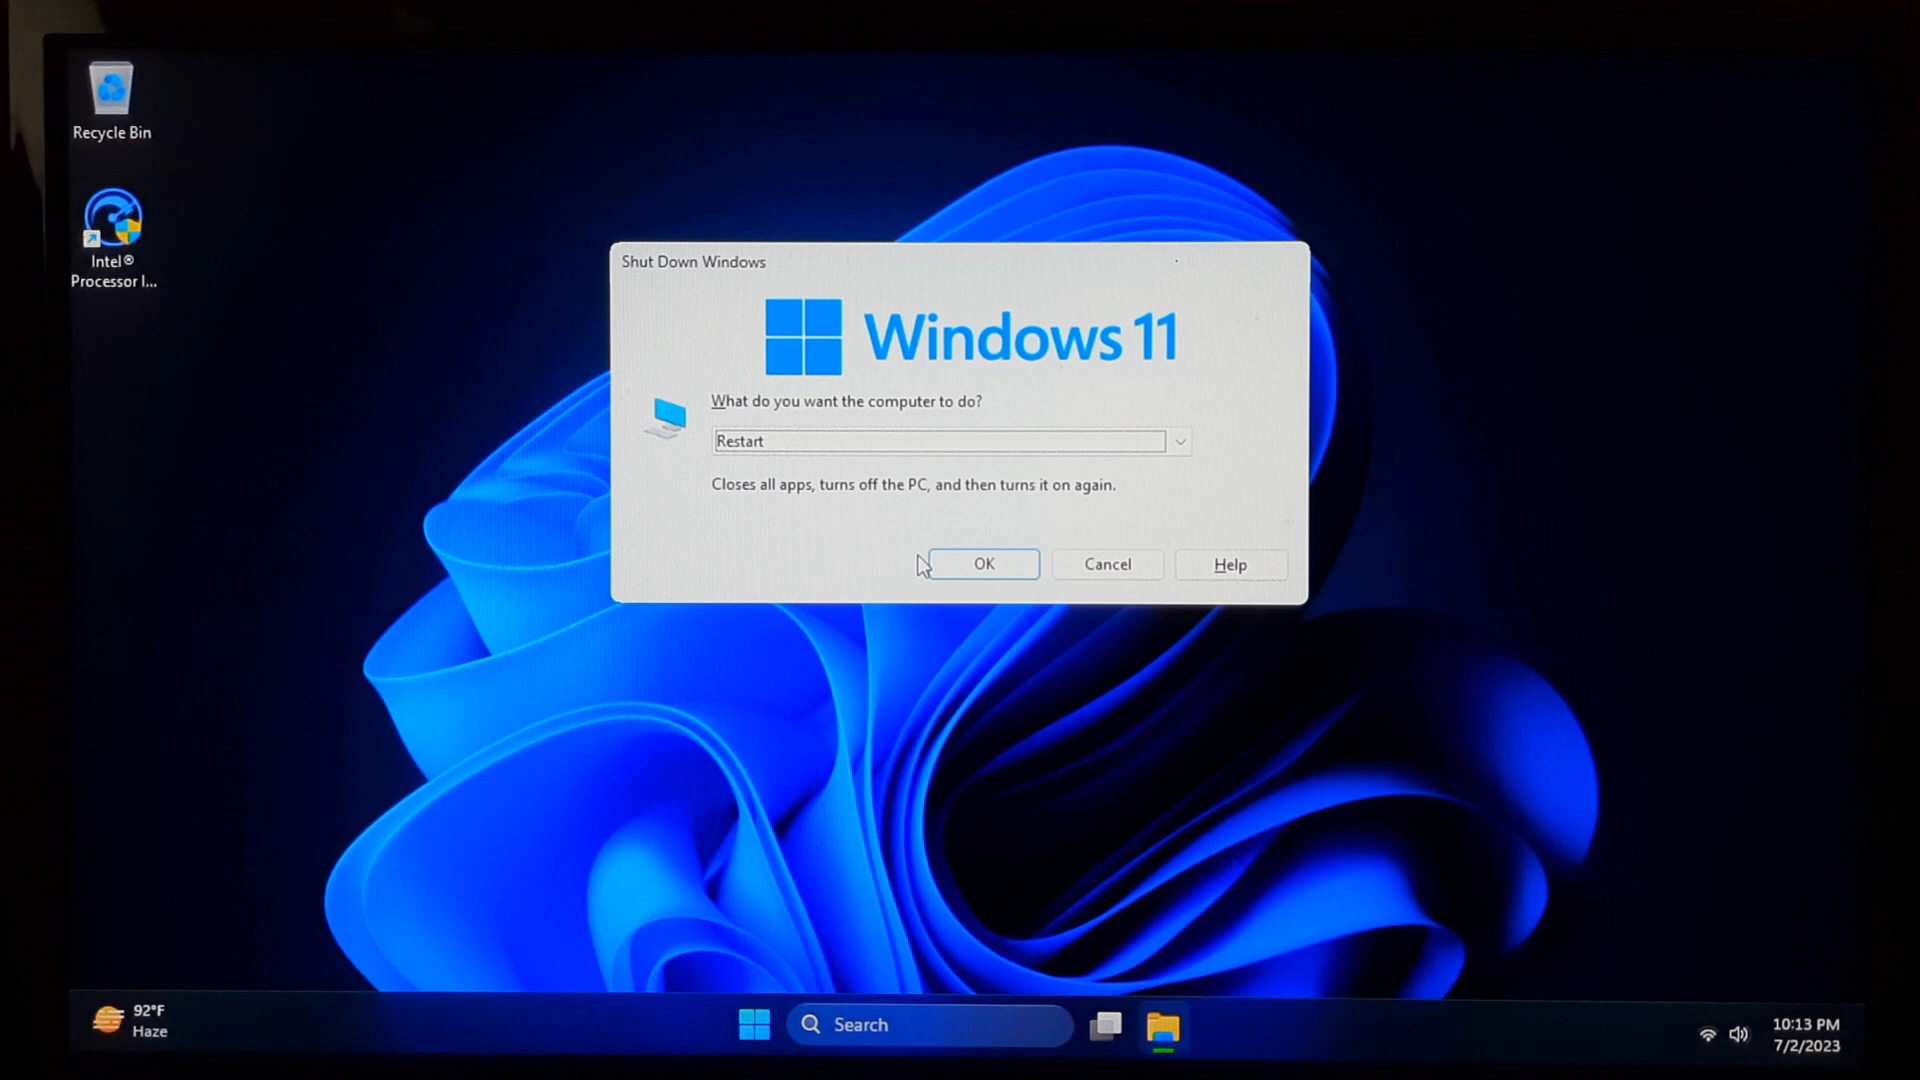 Recycle Bin
Intel®
Processor I...
Shut Down Windows
Windows 11
What do you want the computer to do?
Restart
Closes all apps, turns off the PC, and then turns it on again.
OK
Cancel
Help
92°F
Haze
Search
10:13 PM
7/2/2023